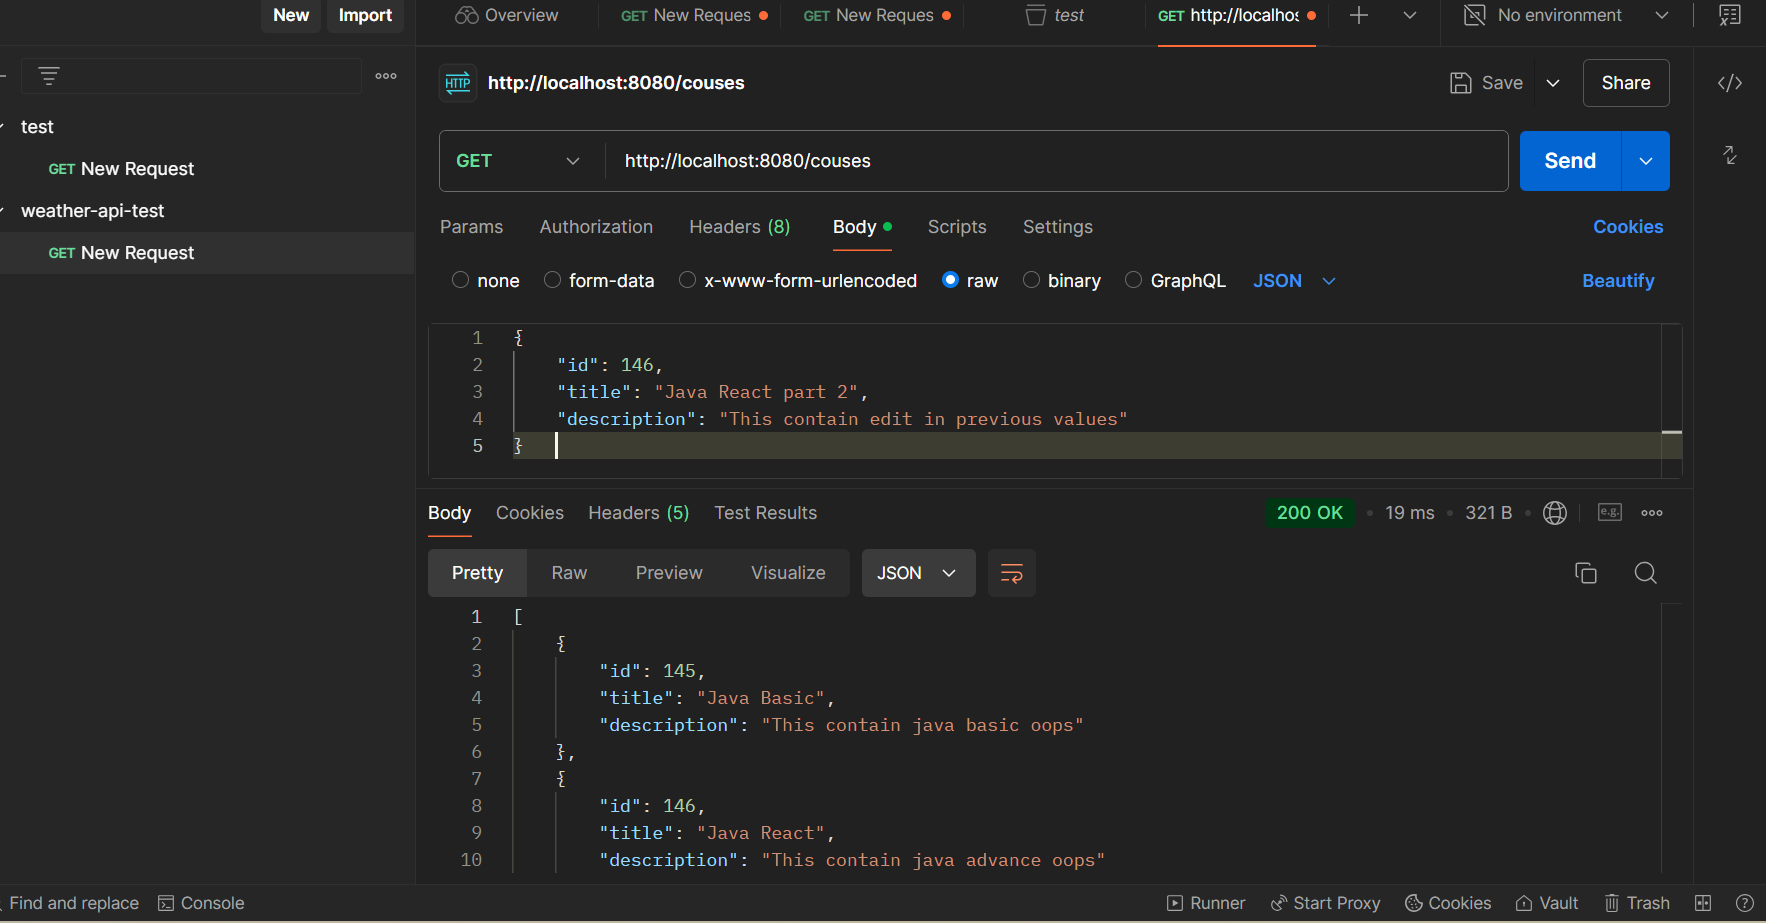 New Import
Overview GET New Reques GET New Reques test GET http://localhos No environment
http://localhost:8080/couses Save Share
test
GET New Request
weather-api-test
GET New Request
GET http://localhost:8080/couses Send
Params Authorization Headers (8) Body Scripts Settings Cookies
none form-data x-www-form-urlencoded raw binary GraphQL JSON Beautify
1 {
2 "id": 146,
3 "title": "Java React part 2",
4 "description": "This contain edit in previous values"
5 }
Body Cookies Headers (5) Test Results 200 OK • 19 ms • 321 B • e.g.
Pretty Raw Preview Visualize JSON
1 [
2 {
3 "id": 145,
4 "title": "Java Basic",
5 "description": "This contain java basic oops"
6 },
7 {
8 "id": 146,
9 "title": "Java React",
10 "description": "This contain java advance oops"
Find and replace Console Runner Start Proxy Cookies Vault Trash